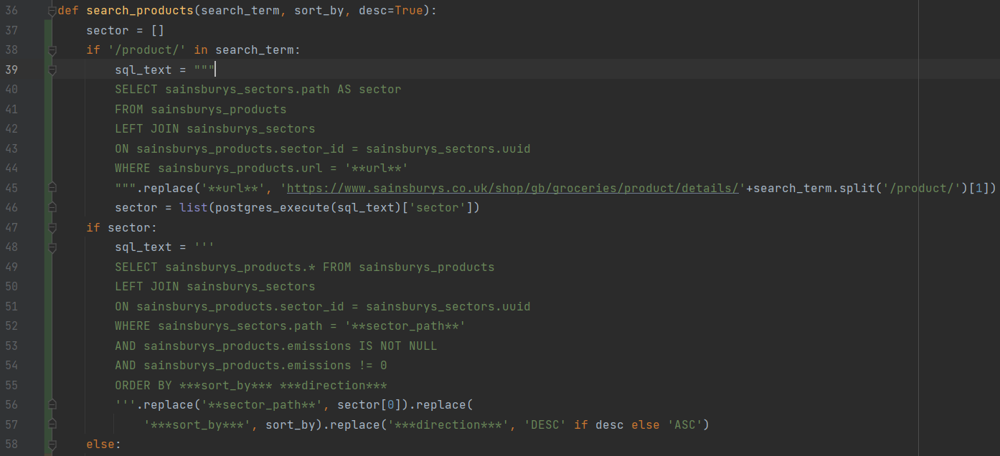 36 def search_products(search_term, sort_by, desc=True):
37     sector = []
38     if '/product/' in search_term:
39         sql_text = """
40         SELECT sainsburys_sectors.path AS sector
41         FROM sainsburys_products
42         LEFT JOIN sainsburys_sectors
43         ON sainsburys_products.sector_id = sainsburys_sectors.uuid
44         WHERE sainsburys_products.url = '**url**'
45         """.replace('**url**', 'https://www.sainsburys.co.uk/shop/gb/groceries/product/details/'+search_term.split('/product/')[1])
46         sector = list(postgres_execute(sql_text)['sector'])
47     if sector:
48         sql_text = '''
49         SELECT sainsburys_products.* FROM sainsburys_products
50         LEFT JOIN sainsburys_sectors
51         ON sainsburys_products.sector_id = sainsburys_sectors.uuid
52         WHERE sainsburys_sectors.path = '**sector_path**'
53         AND sainsburys_products.emissions IS NOT NULL
54         AND sainsburys_products.emissions != 0
55         ORDER BY ***sort_by*** ***direction***
56         '''.replace('**sector_path**', sector[0]).replace(
57             '***sort_by***', sort_by).replace('***direction***', 'DESC' if desc else 'ASC')
58     else: